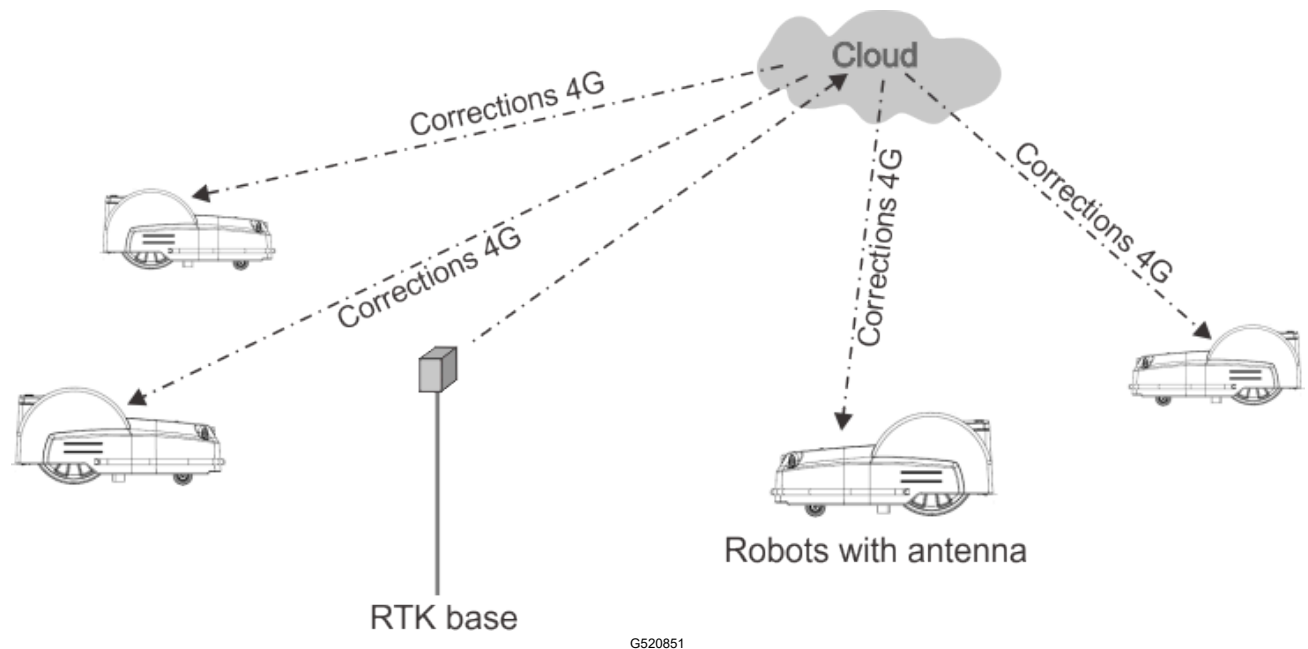 Cloud
Corrections 4G
Corrections 4G
Corrections 4G
Corrections 4G
Robots with antenna
RTK base
G520851